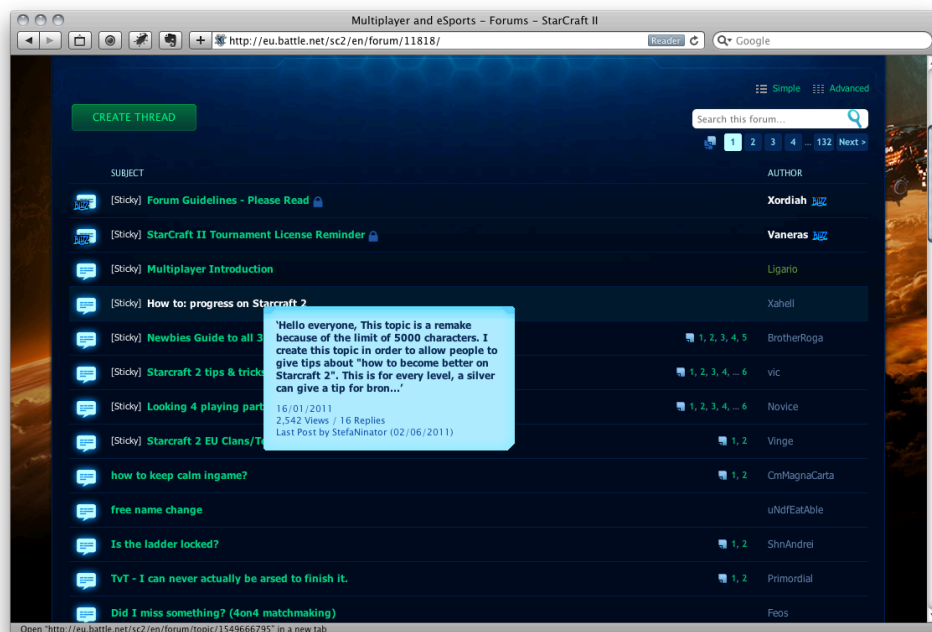 Multiplayer and eSports – Forums – StarCraft II
http://eu.battle.net/sc2/en/forum/11818/
Reader
Google
Simple
Advanced
CREATE THREAD
Search this forum...
1 2 3 4 ... 132 Next >
SUBJECT AUTHOR
[Sticky] Forum Guidelines - Please Read Xordiah
[Sticky] StarCraft II Tournament License Reminder Vaneras
[Sticky] Multiplayer Introduction Ligario
[Sticky] How to: progress on Starcraft 2 Xahell
[Sticky] Newbies Guide to all 3 1, 2, 3, 4, 5 BrotherRoga
[Sticky] Starcraft 2 tips & tricks 1, 2, 3, 4, ... 6 vic
[Sticky] Looking 4 playing part 1, 2, 3, 4, ... 6 Novice
[Sticky] Starcraft 2 EU Clans/Te 1, 2 Vinge
'Hello everyone, This topic is a remake
because of the limit of 5000 characters. I
create this topic in order to allow people to
give tips about "how to become better on
Starcraft 2". This is for every level, a silver
can give a tip for bron...'
16/01/2011
2,542 Views / 16 Replies
Last Post by StefaNinator (02/06/2011)
how to keep calm ingame? 1, 2 CmMagnaCarta
free name change uNdfEatAble
Is the ladder locked? 1, 2 ShnAndrei
TvT - I can never actually be arsed to finish it. 1, 2 Primordial
Did I miss something? (4on4 matchmaking) Feos
Open "http://eu.battle.net/sc2/en/forum/topic/1549666795" in a new tab